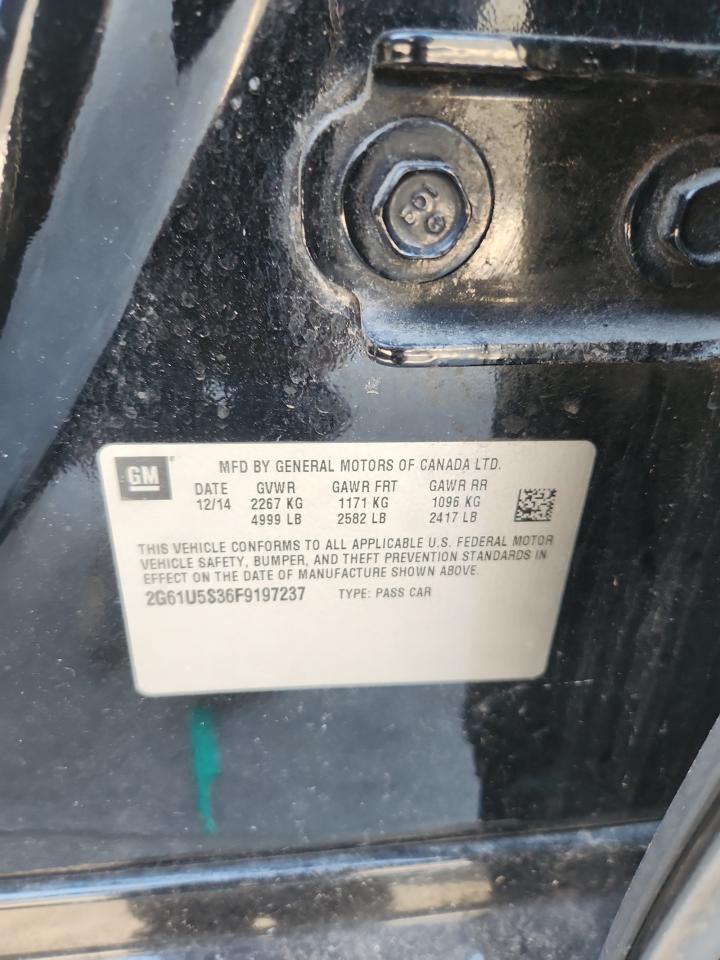 GM
MFD BY GENERAL MOTORS OF CANADA LTD.
DATE GVWR GAWR FRT GAWR RR
12/14 2267 KG 1171 KG 1096 KG
4999 LB 2582 LB 2417 LB
THIS VEHICLE CONFORMS TO ALL APPLICABLE U.S. FEDERAL MOTOR
VEHICLE SAFETY, BUMPER, AND THEFT PREVENTION STANDARDS IN
EFFECT ON THE DATE OF MANUFACTURE SHOWN ABOVE.
2G61U5S36F9197237 TYPE: PASS CAR